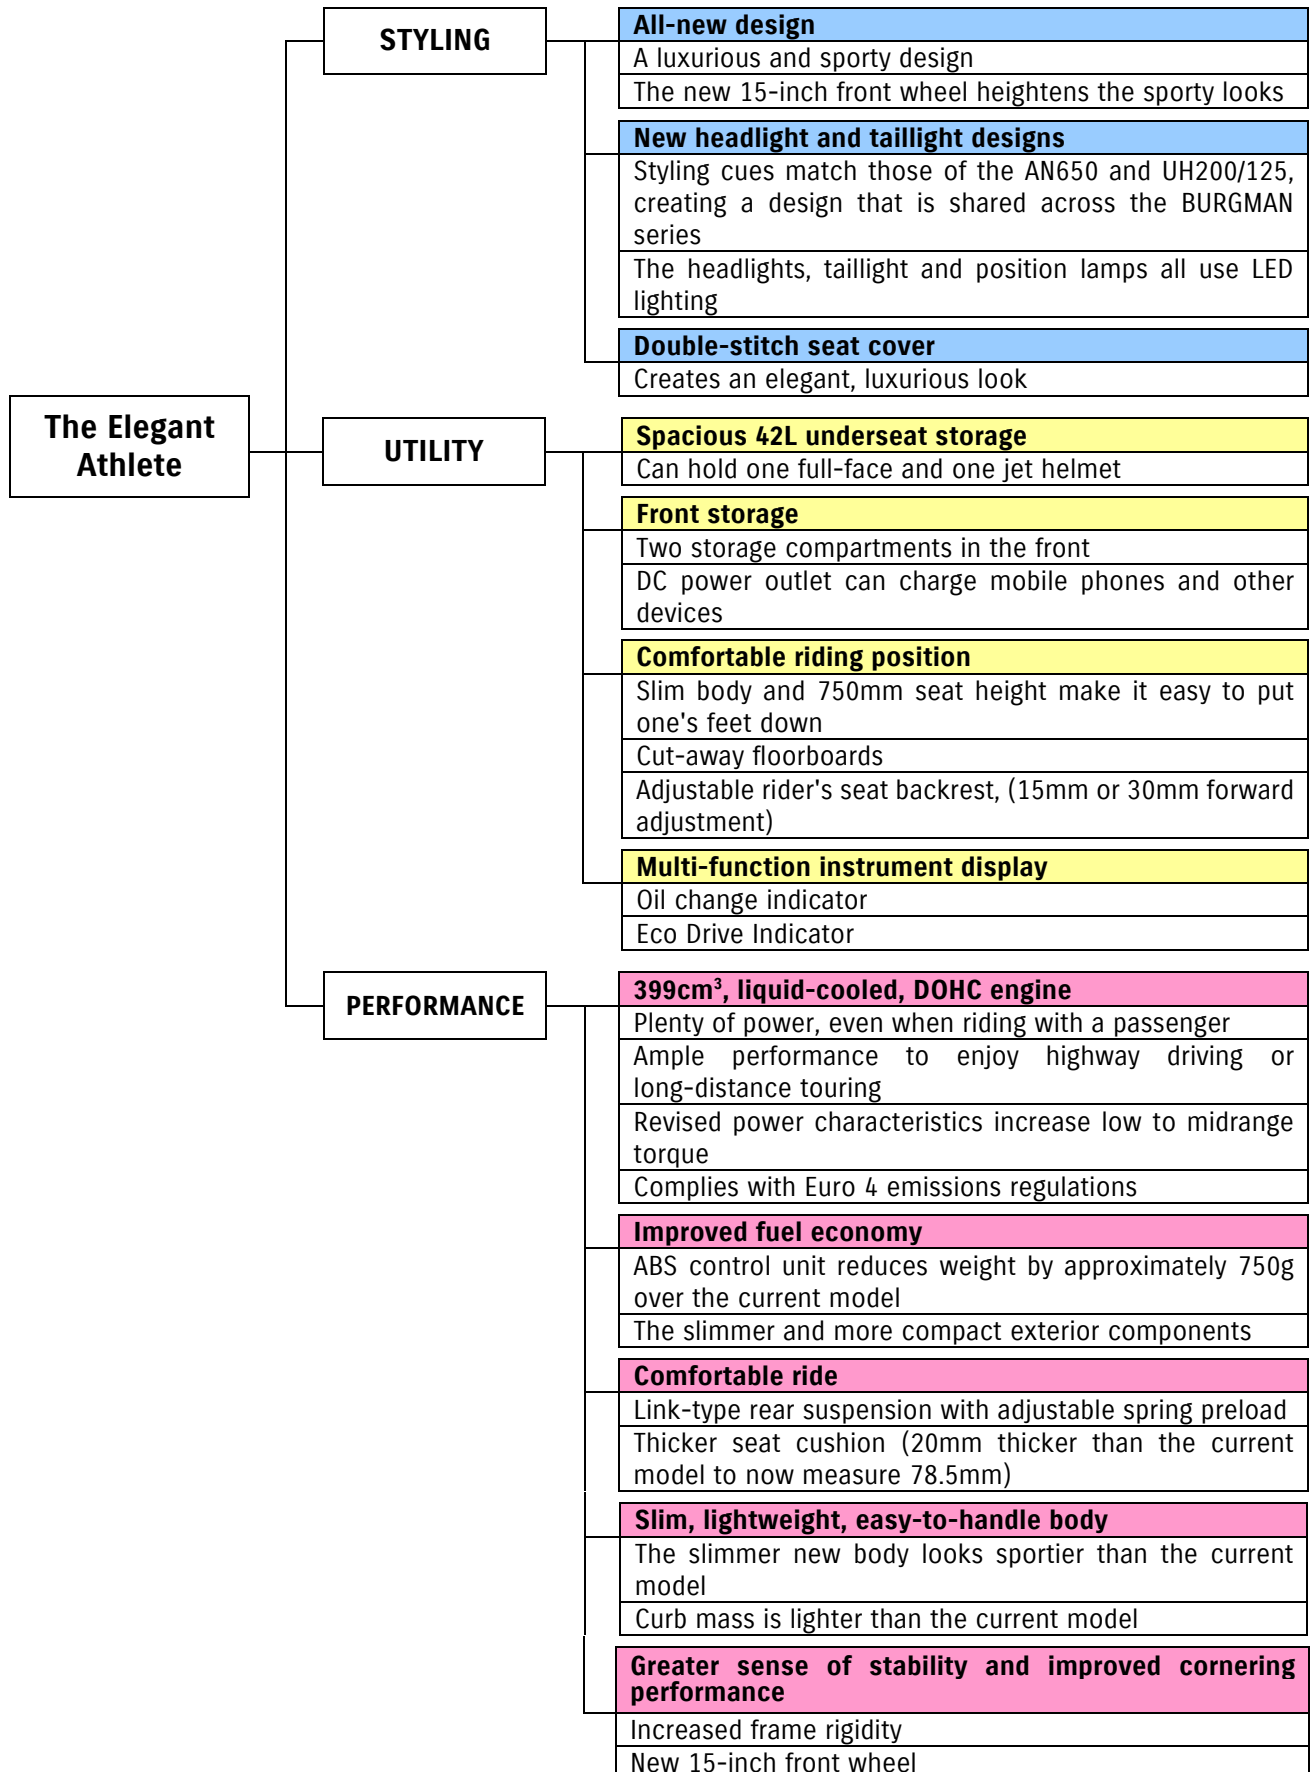 STYLING
All-new design
A luxurious and sporty design
The new 15-inch front wheel heightens the sporty looks
New headlight and taillight designs
Styling cues match those of the AN650 and UH200/125,
creating a design that is shared across the BURGMAN
series
The headlights, taillight and position lamps all use LED
lighting
Double-stitch seat cover
Creates an elegant, luxurious look
The Elegant
Athlete
UTILITY
Spacious 42L underseat storage
Can hold one full-face and one jet helmet
Front storage
Two storage compartments in the front
DC power outlet can charge mobile phones and other
devices
Comfortable riding position
Slim body and 750mm seat height make it easy to put
one's feet down
Cut-away floorboards
Adjustable rider's seat backrest, (15mm or 30mm forward
adjustment)
Multi-function instrument display
Oil change indicator
Eco Drive Indicator
PERFORMANCE
399cm³, liquid-cooled, DOHC engine
Plenty of power, even when riding with a passenger
Ample performance to enjoy highway driving or
long-distance touring
Revised power characteristics increase low to midrange
torque
Complies with Euro 4 emissions regulations
Improved fuel economy
ABS control unit reduces weight by approximately 750g
over the current model
The slimmer and more compact exterior components
Comfortable ride
Link-type rear suspension with adjustable spring preload
Thicker seat cushion (20mm thicker than the current
model to now measure 78.5mm)
Slim, lightweight, easy-to-handle body
The slimmer new body looks sportier than the current
model
Curb mass is lighter than the current model
Greater sense of stability and improved cornering
performance
Increased frame rigidity
New 15-inch front wheel